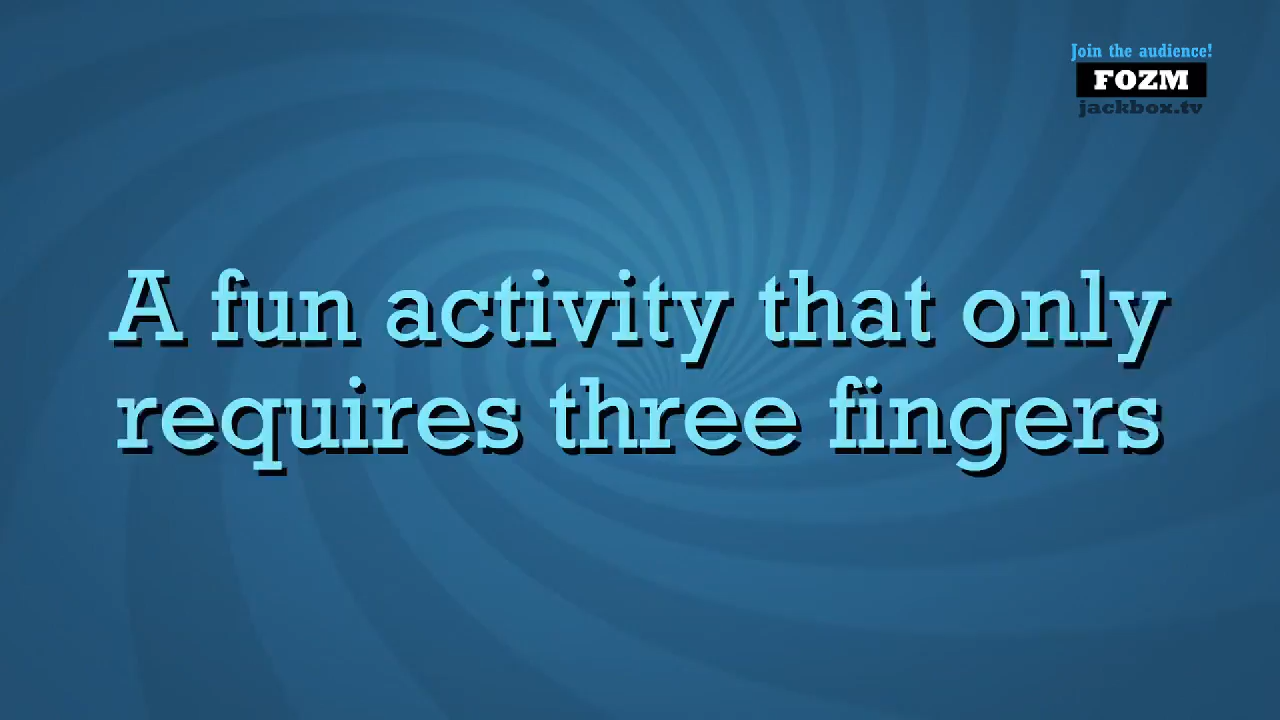 Join the audience!
FOZM
jackbox.tv
A fun activity that only
requires three fingers